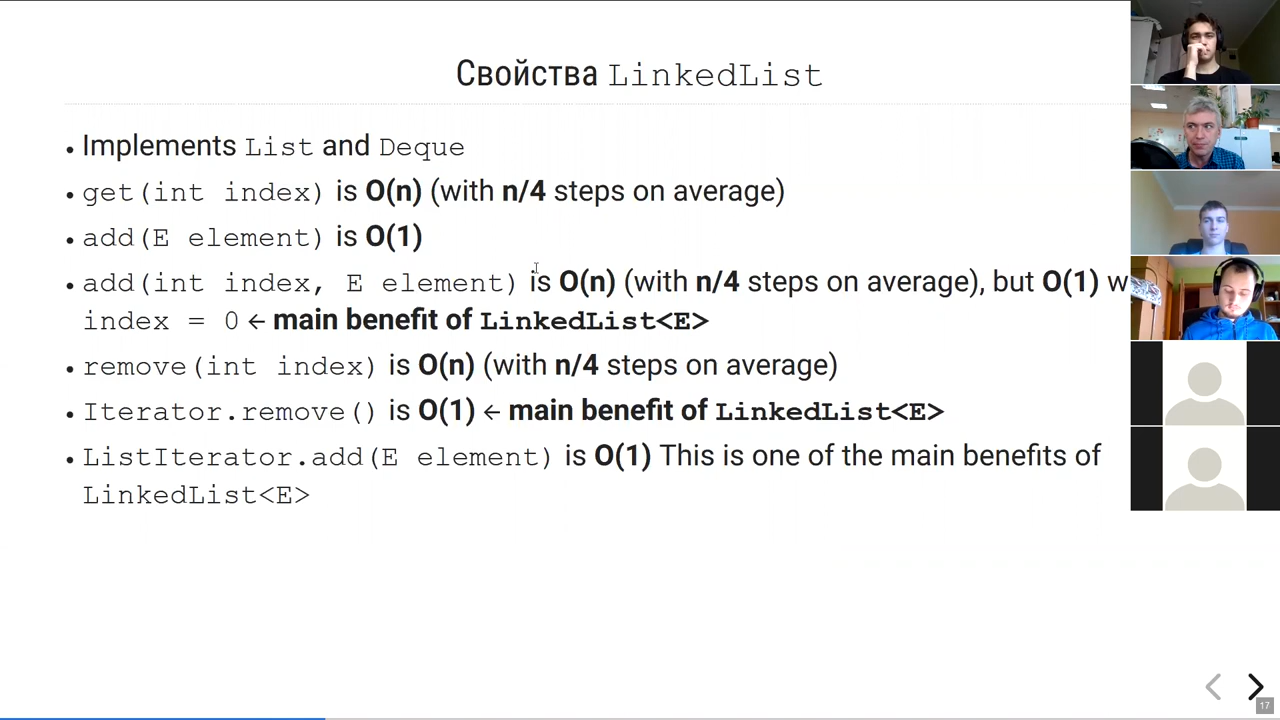 Свойства LinkedList
• Implements List and Deque
• get(int index) is O(n) (with n/4 steps on average)
• add(E element) is O(1)
• add(int index, E element) is O(n) (with n/4 steps on average), but O(1)
index = 0 ← main benefit of LinkedList<E>
• remove(int index) is O(n) (with n/4 steps on average)
• Iterator.remove() is O(1) ← main benefit of LinkedList<E>
• ListIterator.add(E element) is O(1) This is one of the main benefits of
LinkedList<E>
17